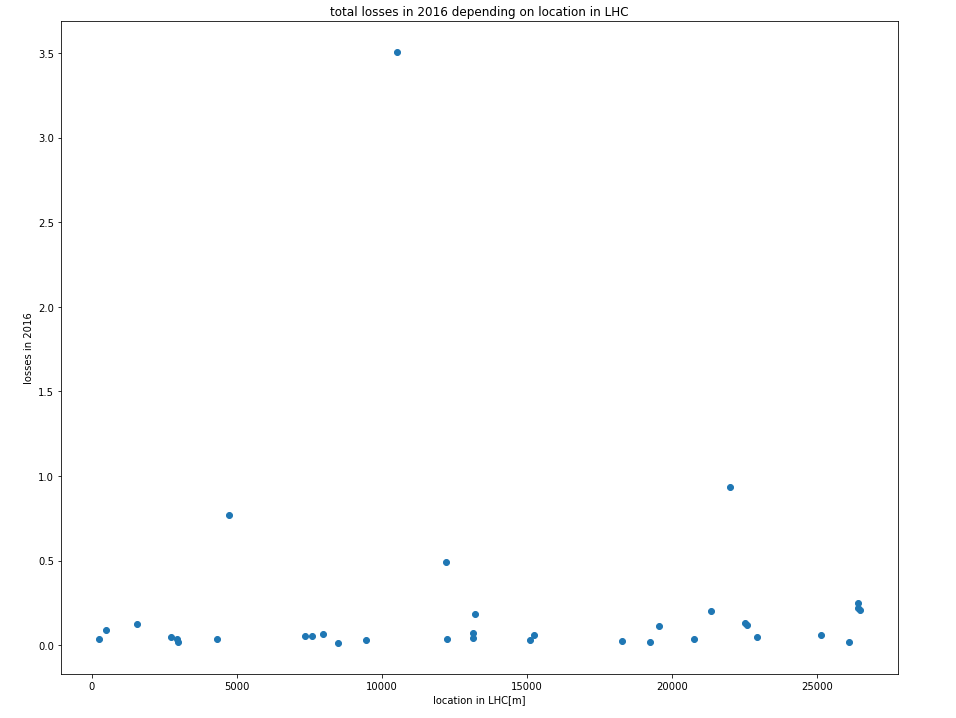 total losses in 2016 depending on location in LHC
3.5
3.0
2.5
2.0
1.5
1.0
0.5
0.0
losses in 2016
0 5000 10000 15000 20000 25000
location in LHC[m]